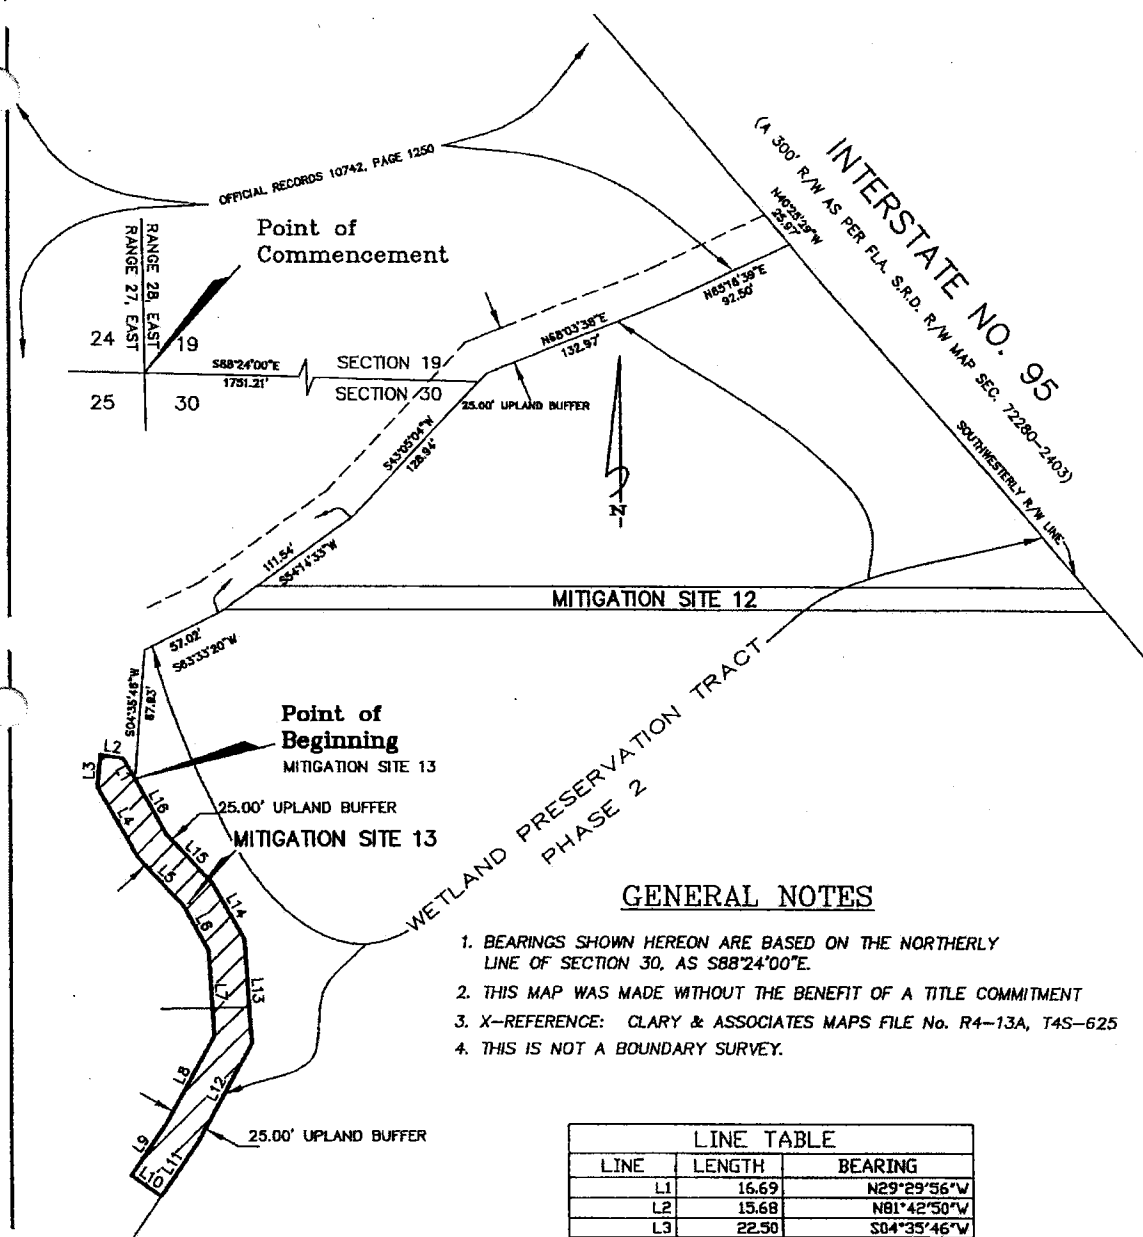 OFFICIAL RECORDS 10742, PAGE 1250
Point of
Commencement
RANGE 28, EAST
RANGE 27, EAST
24
19
25
30
S88°24'00"E
1751.21'
SECTION 19
SECTION 30
INTERSTATE NO. 95
(A 300' R/W AS PER FLA. S.R.D. R/W MAP SEC. 72280-2403)
SOUTHWESTERLY R/W LINE
N40°25'29"W
25.97'
92.50'
N68°03'38"E
132.97'
25.00' UPLAND BUFFER
S43°05'04"W
128.94'
N
111.54'
S54°14'33"W
MITIGATION SITE 12
57.02'
S63°33'20"W
S04°35'46"W
Point of
Beginning
MITIGATION SITE 13
25.00' UPLAND BUFFER
MITIGATION SITE 13
WETLAND PRESERVATION TRACT
PHASE 2
L2
L3
L1
L16
L4
L15
L5
L14
L6
L7
L13
L8
L12
L9
L11
L10
25.00' UPLAND BUFFER
GENERAL NOTES
1. BEARINGS SHOWN HEREON ARE BASED ON THE NORTHERLY
LINE OF SECTION 30, AS S88°24'00"E.
2. THIS MAP WAS MADE WITHOUT THE BENEFIT OF A TITLE COMMITMENT
3. X-REFERENCE: CLARY & ASSOCIATES MAPS FILE No. R4-13A, T4S-625
4. THIS IS NOT A BOUNDARY SURVEY.
LINE TABLE
LINE LENGTH BEARING
L1 16.69 N29°29'56"W
L2 15.68 N81°42'50"W
L3 22.50 S04°35'46"W